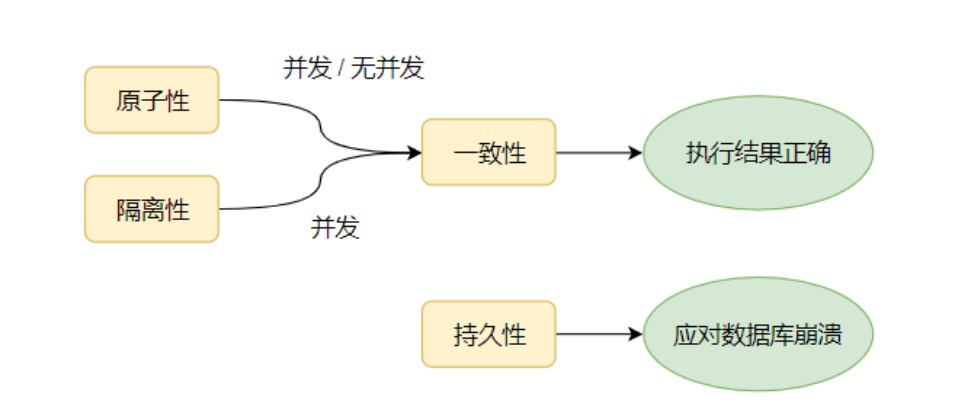 并发 / 无并发
原子性
一致性
执行结果正确
隔离性
并发
持久性
应对数据库崩溃